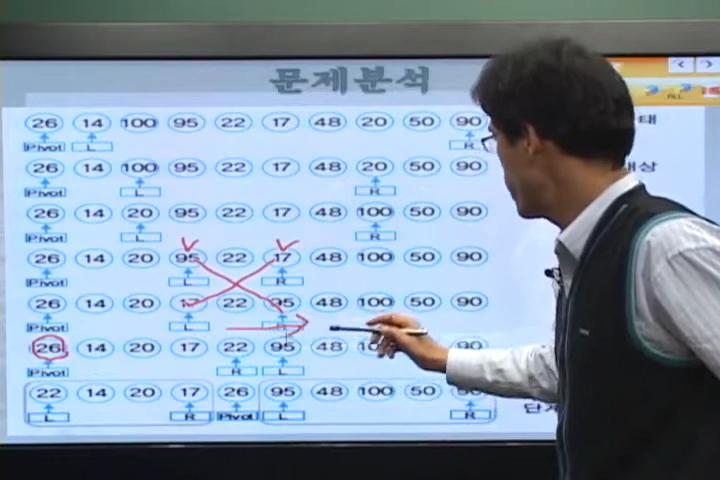 문제분석
26 14 100 95 22 17 48 20 50 90
Pivot L R
26 14 100 95 22 17 48 20 50 90
Pivot L R
26 14 20 95 22 17 48 100 50 90
Pivot L R
26 14 20 95 22 17 48 100 50 90
Pivot L R
26 14 20 22 95 48 100 50 90
Pivot L
26 14 20 17 22 95 48 50 90
Pivot R L
22 14 20 17 26 95 48 100 50
L R Pivot L R